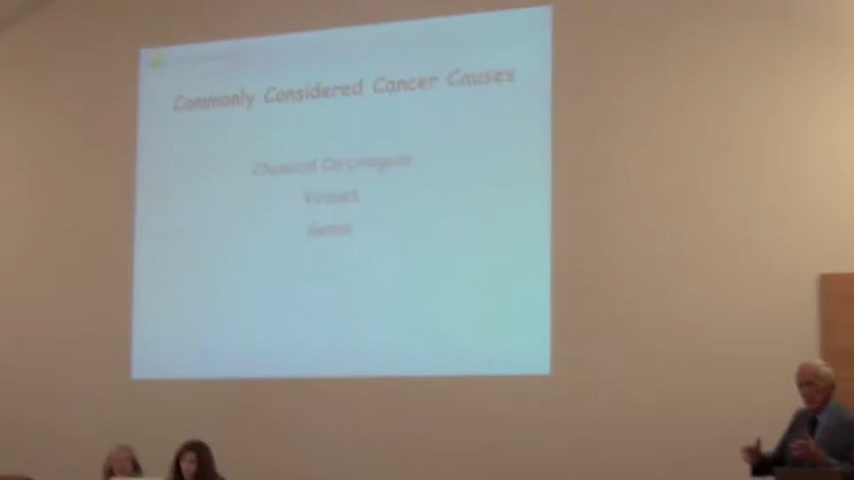 Commonly Considered Cancer Causes
Chemical Carcinogens
Viruses
Genes